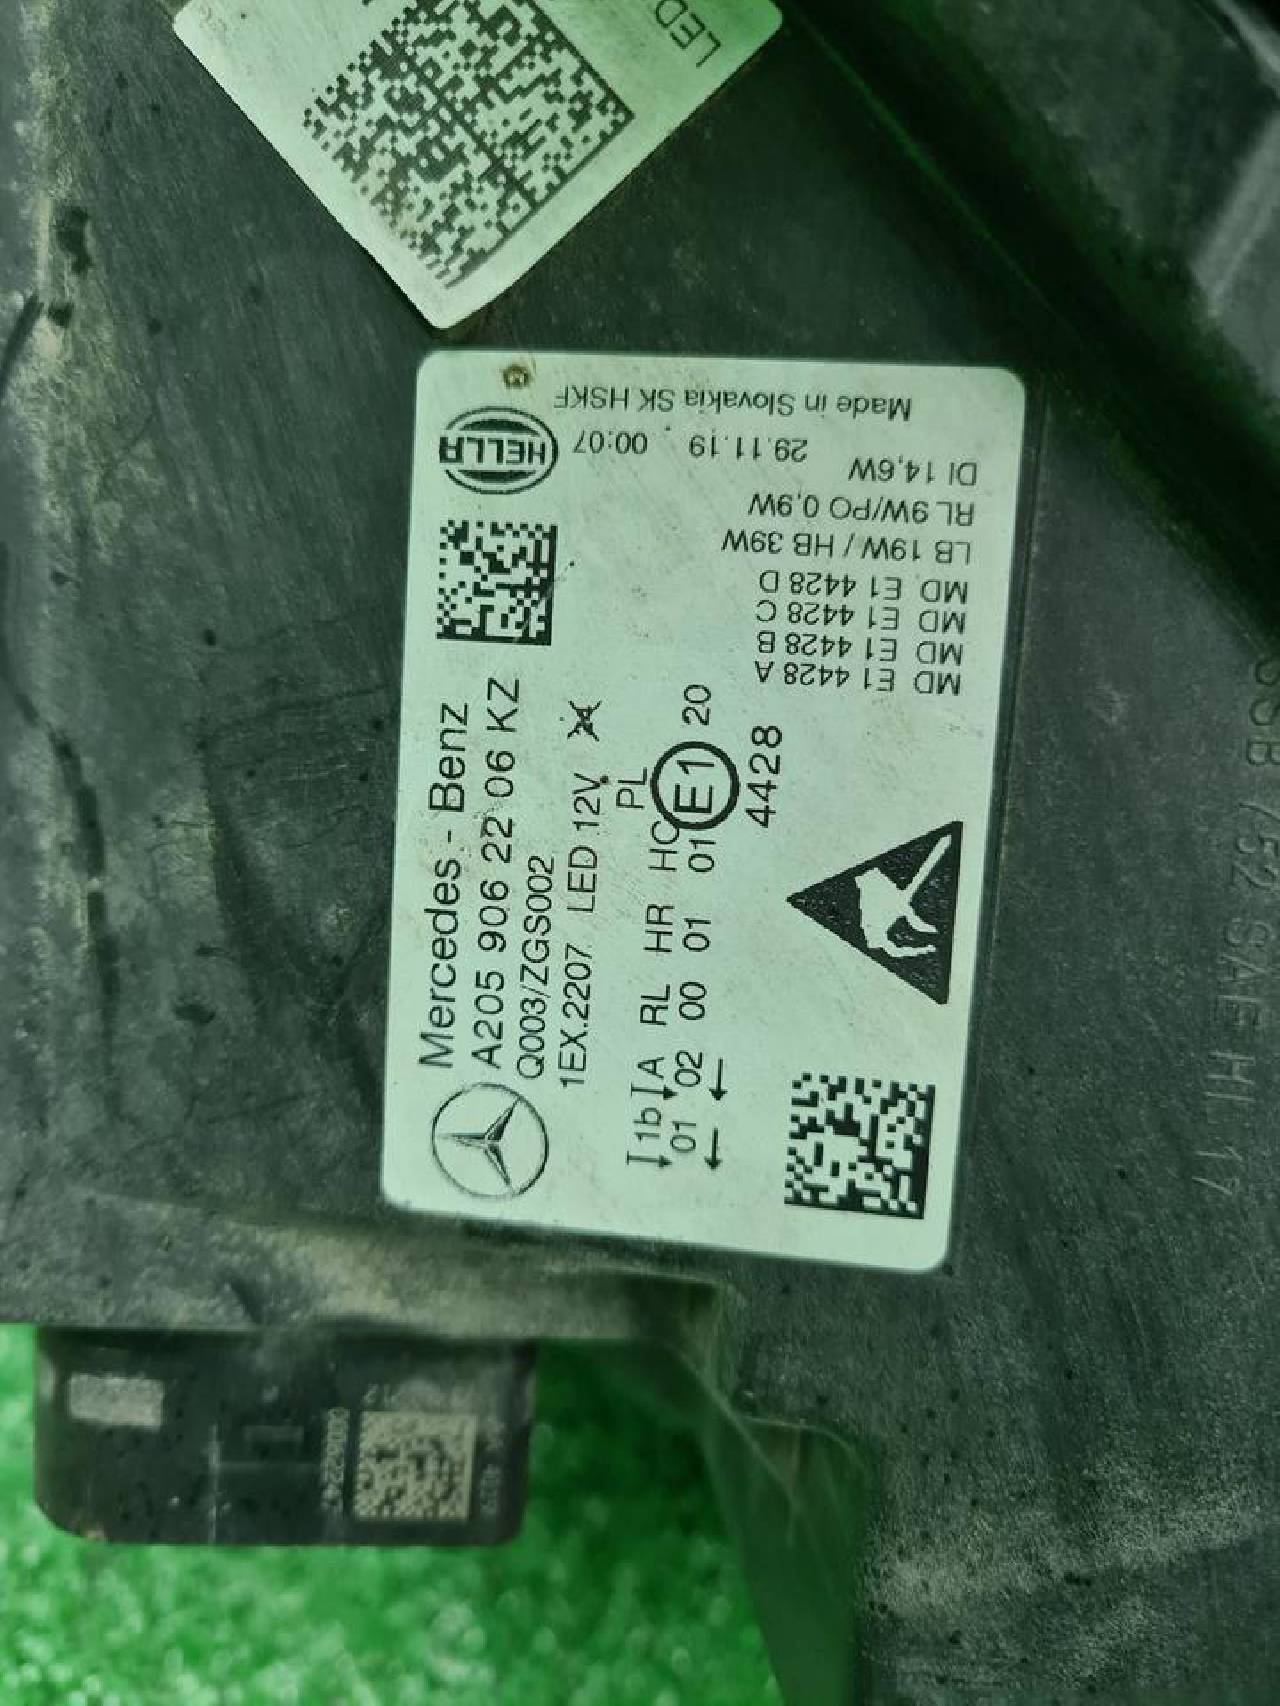 LED
HELLA
Made in Slovakia SK HSKF
29.11.19 00:07
DI 14,6W
RL 9W/PO 0,9W
LB 19W / HB 39W
MD E1 4428 D
MD E1 4428 C
MD E1 4428 B
MD E1 4428 A
Mercedes - Benz
A205 906 22 06 KZ
Q003/ZGS002
1EX.2207 LED 12V
PL
1b A RL HR HC E1 20
01 02 00 01 01
4428
752 SAE HL 17